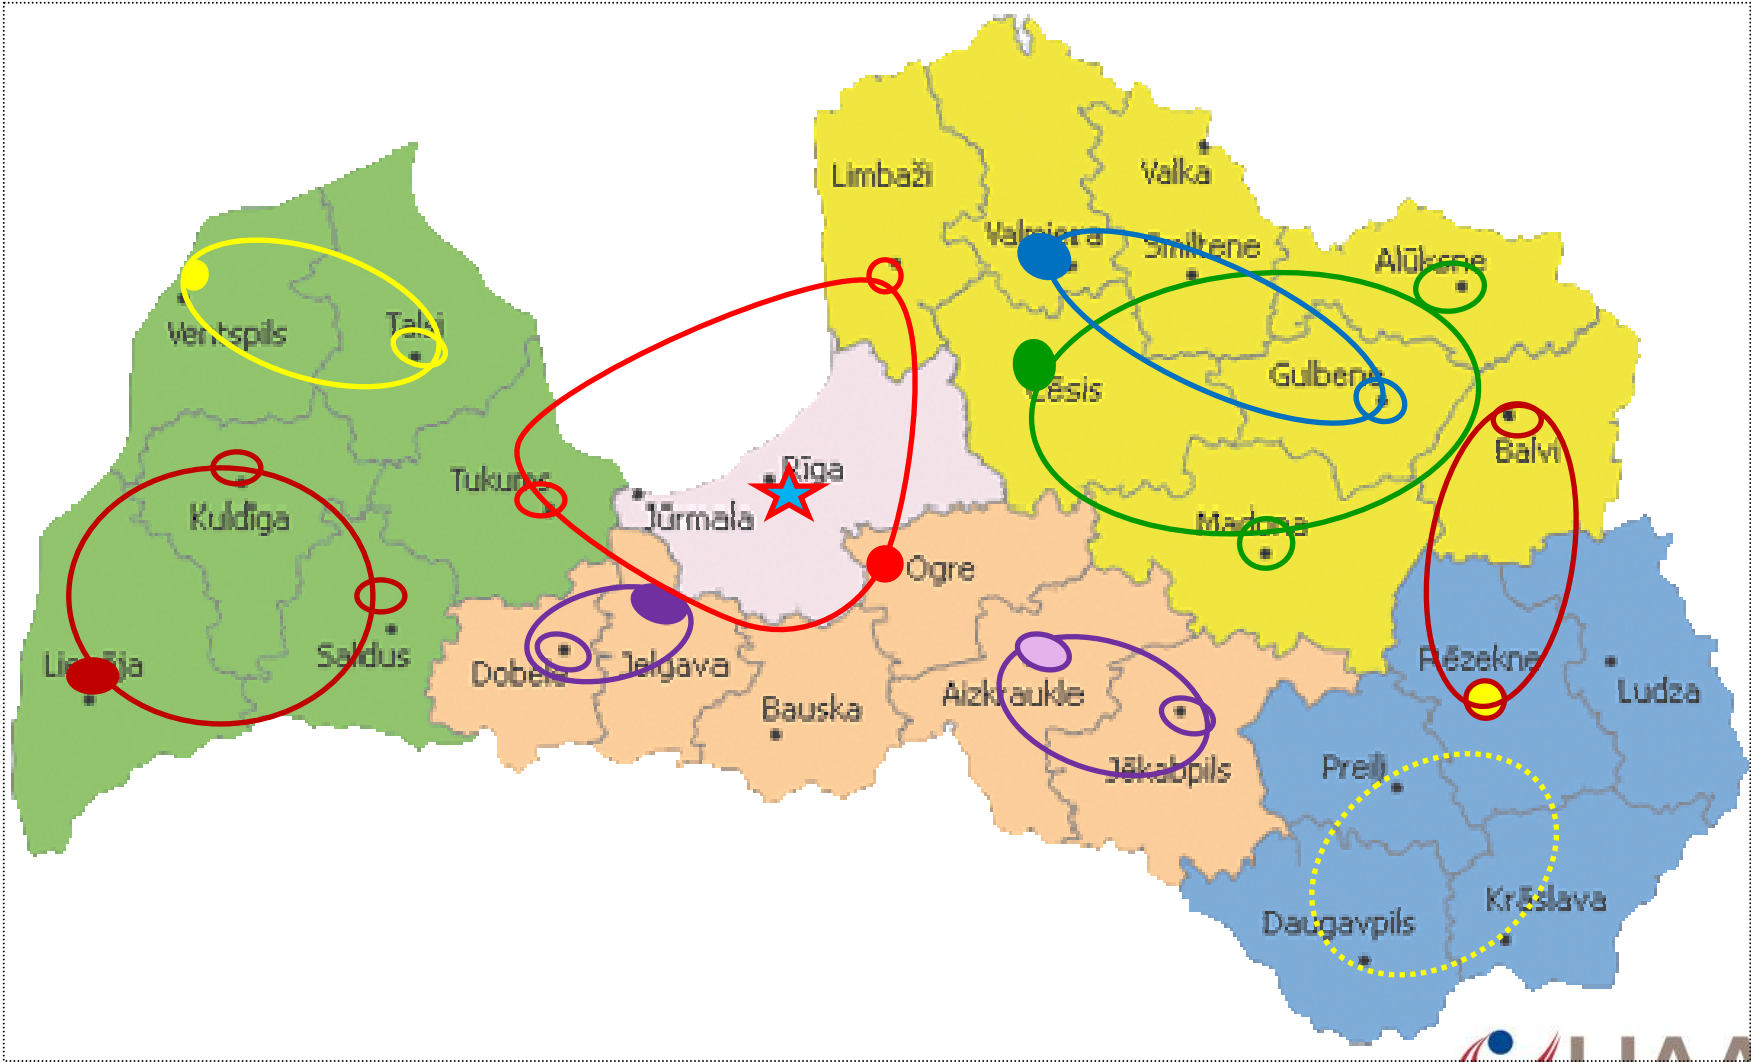 Limbaži
Valka
Valmiera
Smiltene
Alūksne
Ventspils
Talsi
Cēsis
Gulbene
Balvi
Tukums
Rīga
Kuldīga
Jūrmala
Madona
Ogre
Liepāja
Saldus
Dobele
Jelgava
Rēzekne
Ludza
Aizkraukle
Bauska
Jēkabpils
Preiļi
Krāslava
Daugavpils